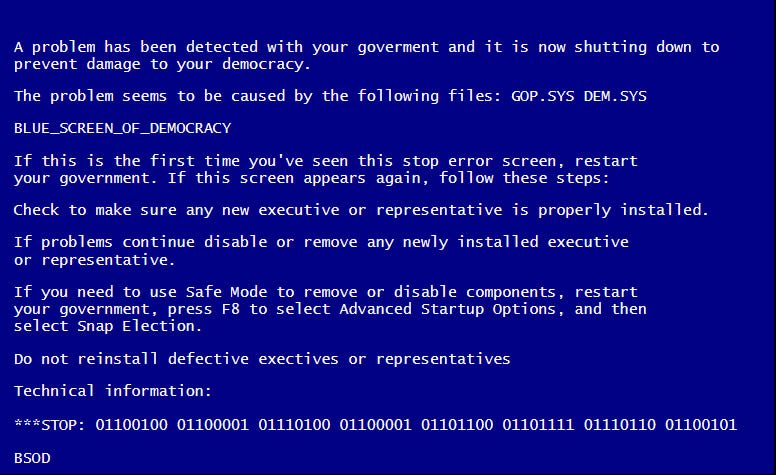 A problem has been detected with your goverment and it is now shutting down to
prevent damage to your democracy.
The problem seems to be caused by the following files: GOP.SYS DEM.SYS
BLUE_SCREEN_OF_DEMOCRACY
If this is the first time you've seen this stop error screen, restart
your government. If this screen appears again, follow these steps:
Check to make sure any new executive or representative is properly installed.
If problems continue disable or remove any newly installed executive
or representative.
If you need to use Safe Mode to remove or disable components, restart
your government, press F8 to select Advanced Startup Options, and then
select Snap Election.
Do not reinstall defective exectives or representatives
Technical information:
***STOP: 01100100 01100001 01110100 01100001 01101100 01101111 01110110 01100101
BSOD